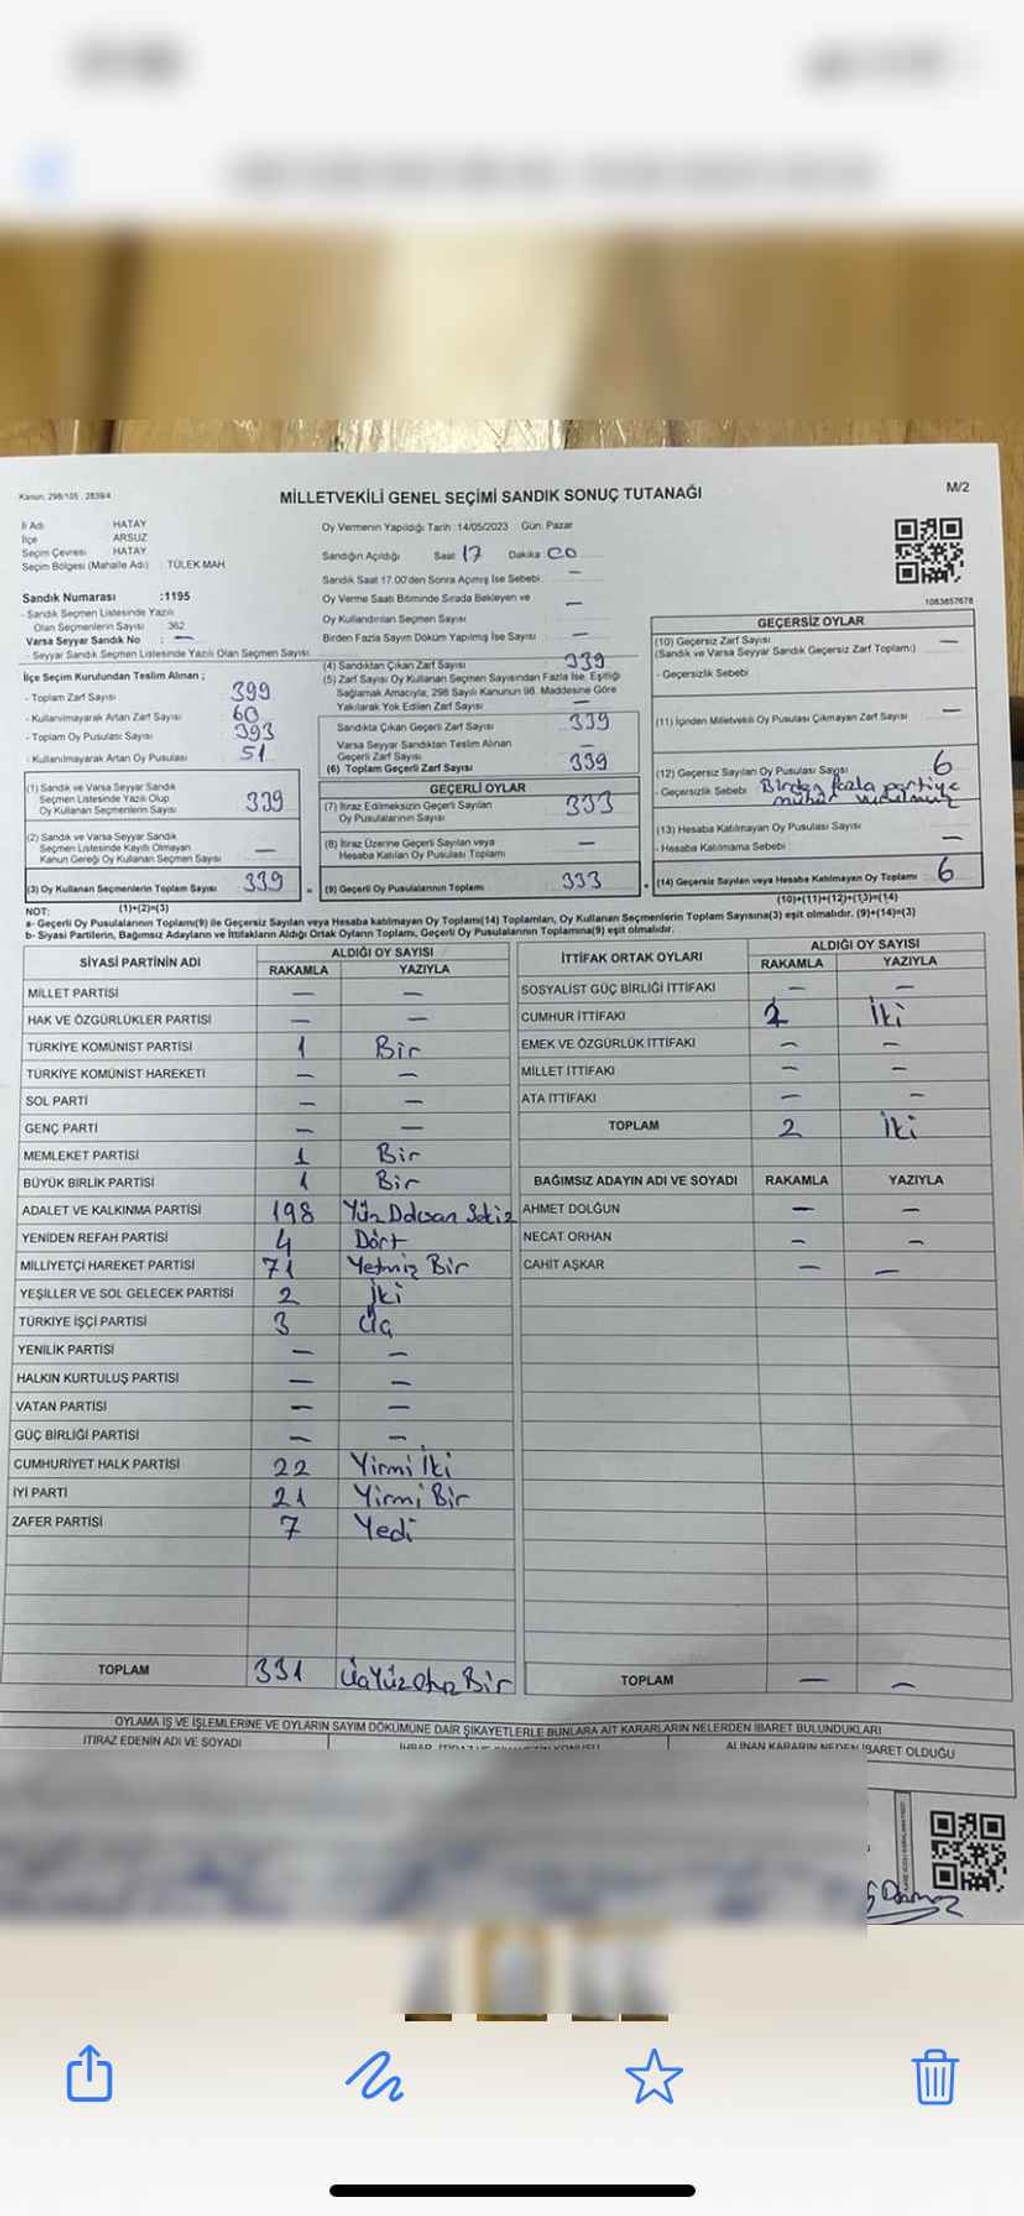 Kanun: 298/105 , 2839/4
MİLLETVEKİLİ GENEL SEÇİMİ SANDIK SONUÇ TUTANAĞI
M/2
İl Adı HATAY
İlçe ARSUZ
Seçim Çevresi HATAY
Seçim Bölgesi (Mahalle Adı) : TÜLEK MAH
Sandık Numarası :1195
- Sandık Seçmen Listesinde Yazılı
Olan Seçmenlerin Sayısı 362
Varsa Seyyar Sandık No : —
- Seyyar Sandık Seçmen Listesinde Yazılı Olan Seçmen Sayısı
Oy Vermenin Yapıldığı Tarih :14/05/2023 Gün: Pazar
Sandığın Açıldığı Saat 17 Dakika 00
Sandık Saat 17.00'den Sonra Açılmış İse Sebebi: —
Oy Verme Saati Bitiminde Sırada Bekleyen ve
Oy Kullandırılan Seçmen Sayısı —
Birden Fazla Sayım Döküm Yapılmış İse Sayısı —
1083857678
İlçe Seçim Kurulundan Teslim Alınan ;
- Toplam Zarf Sayısı 399
- Kullanılmayarak Artan Zarf Sayısı 60
- Toplam Oy Pusulası Sayısı 393
- Kullanılmayarak Artan Oy Pusulası 51
(1) Sandık ve Varsa Seyyar Sandık
Seçmen Listesinde Yazılı Olup
Oy Kullanan Seçmenlerin Sayısı 339
(2) Sandık ve Varsa Seyyar Sandık
Seçmen Listesinde Kayıtlı Olmayan
Kanun Gereği Oy Kullanan Seçmen Sayısı —
(3) Oy Kullanan Seçmenlerin Toplam Sayısı 339
(1)+(2)=(3)
(4) Sandıktan Çıkan Zarf Sayısı 339
(5) Zarf Sayısı Oy Kullanan Seçmen Sayısından Fazla İse, Eşitliği
Sağlamak Amacıyla, 298 Sayılı Kanunun 98. Maddesine Göre
Yakılarak Yok Edilen Zarf Sayısı —
Sandıkta Çıkan Geçerli Zarf Sayısı 339
Varsa Seyyar Sandıktan Teslim Alınan
Geçerli Zarf Sayısı —
(6) Toplam Geçerli Zarf Sayısı 339
GEÇERLİ OYLAR
(7) İtiraz Edilmeksizin Geçerli Sayılan
Oy Pusulalarının Sayısı 333
(8) İtiraz Üzerine Geçerli Sayılan veya
Hesaba Katılan Oy Pusulası Toplamı —
(9) Geçerli Oy Pusulalarının Toplamı 333
GEÇERSİZ OYLAR
(10) Geçersiz Zarf Sayısı —
(Sandık ve Varsa Seyyar Sandık Geçersiz Zarf Toplamı)
- Geçersizlik Sebebi
(11) İçinden Milletvekili Oy Pusulası Çıkmayan Zarf Sayısı —
(12) Geçersiz Sayılan Oy Pusulası Sayısı 6
- Geçersizlik Sebebi Birden fazla partiye
mühür vurulmuş
(13) Hesaba Katılmayan Oy Pusulası Sayısı —
- Hesaba Katılmama Sebebi
(14) Geçersiz Sayılan veya Hesaba Katılmayan Oy Toplamı 6
(10)+(11)+(12)+(13)=(14)
NOT:
a- Geçerli Oy Pusulalarının Toplamı(9) ile Geçersiz Sayılan veya Hesaba katılmayan Oy Toplamı(14) Toplamları, Oy Kullanan Seçmenlerin Toplam Sayısına(3) eşit olmalıdır. (9)+(14)=(3)
b- Siyasi Partilerin, Bağımsız Adayların ve İttifakların Aldığı Ortak Oyların Toplamı, Geçerli Oy Pusulalarının Toplamına(9) eşit olmalıdır.
SİYASİ PARTİNİN ADI ALDIĞI OY SAYISI
RAKAMLA YAZIYLA
MİLLET PARTİSİ — —
HAK VE ÖZGÜRLÜKLER PARTİSİ — —
TÜRKİYE KOMÜNİST PARTİSİ 1 Bir
TÜRKİYE KOMÜNİST HAREKETİ — —
SOL PARTİ — —
GENÇ PARTİ — —
MEMLEKET PARTİSİ 1 Bir
BÜYÜK BİRLİK PARTİSİ 1 Bir
ADALET VE KALKINMA PARTİSİ 198 Yüz Doksan Sekiz
YENİDEN REFAH PARTİSİ 4 Dört
MİLLİYETÇİ HAREKET PARTİSİ 71 Yetmiş Bir
YEŞİLLER VE SOL GELECEK PARTİSİ 2 İki
TÜRKİYE İŞÇİ PARTİSİ 3 Üç
YENİLİK PARTİSİ — —
HALKIN KURTULUŞ PARTİSİ — —
VATAN PARTİSİ — —
GÜÇ BİRLİĞİ PARTİSİ — —
CUMHURİYET HALK PARTİSİ 22 Yirmi İki
İYİ PARTİ 21 Yirmi Bir
ZAFER PARTİSİ 7 Yedi
TOPLAM 331 Üç Yüz Otuz Bir
İTTİFAK ORTAK OYLARI ALDIĞI OY SAYISI
RAKAMLA YAZIYLA
SOSYALİST GÜÇ BİRLİĞİ İTTİFAKI — —
CUMHUR İTTİFAKI 2 İki
EMEK VE ÖZGÜRLÜK İTTİFAKI — —
MİLLET İTTİFAKI — —
ATA İTTİFAKI — —
TOPLAM 2 İki
BAĞIMSIZ ADAYIN ADI VE SOYADI RAKAMLA YAZIYLA
AHMET DOLĞUN — —
NECAT ORHAN — —
CAHİT AŞKAR — —
TOPLAM — —
OYLAMA İŞ VE İŞLEMLERİNE VE OYLARIN SAYIM DÖKÜMÜNE DAİR ŞİKAYETLERLE BUNLARA AİT KARARLARIN NELERDEN İBARET BULUNDUKLARI
İTİRAZ EDENİN ADI VE SOYADI
ALINAN KARARIN NEDEN İBARET OLDUĞU